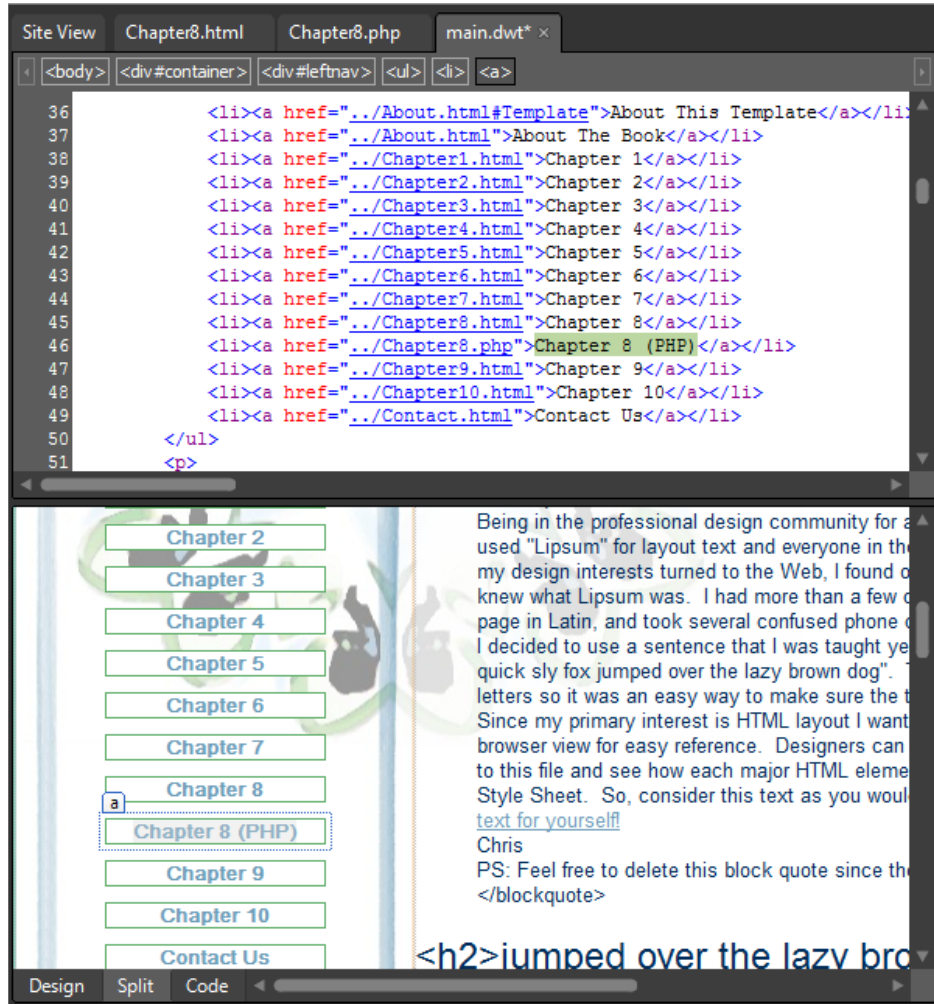 Site View Chapter8.html Chapter8.php main.dwt* ×
<body> <div#container> <div#leftnav> <ul> <li> <a>
36 <li><a href="../About.html#Template">About This Template</a></li>
37 <li><a href="../About.html">About The Book</a></li>
38 <li><a href="../Chapter1.html">Chapter 1</a></li>
39 <li><a href="../Chapter2.html">Chapter 2</a></li>
40 <li><a href="../Chapter3.html">Chapter 3</a></li>
41 <li><a href="../Chapter4.html">Chapter 4</a></li>
42 <li><a href="../Chapter5.html">Chapter 5</a></li>
43 <li><a href="../Chapter6.html">Chapter 6</a></li>
44 <li><a href="../Chapter7.html">Chapter 7</a></li>
45 <li><a href="../Chapter8.html">Chapter 8</a></li>
46 <li><a href="../Chapter8.php">Chapter 8 (PHP)</a></li>
47 <li><a href="../Chapter9.html">Chapter 9</a></li>
48 <li><a href="../Chapter10.html">Chapter 10</a></li>
49 <li><a href="../Contact.html">Contact Us</a></li>
50 </ul>
51 <p>
Chapter 2
Chapter 3
Chapter 4
Chapter 5
Chapter 6
Chapter 7
Chapter 8
a
Chapter 8 (PHP)
Chapter 9
Chapter 10
Contact Us
Being in the professional design community for a
used "Lipsum" for layout text and everyone in the
my design interests turned to the Web, I found o
knew what Lipsum was. I had more than a few
page in Latin, and took several confused phone
I decided to use a sentence that I was taught ye
quick sly fox jumped over the lazy brown dog".
letters so it was an easy way to make sure the t
Since my primary interest is HTML layout I want
browser view for easy reference. Designers can
to this file and see how each major HTML eleme
Style Sheet. So, consider this text as you woul
text for yourself!
Chris
PS: Feel free to delete this block quote since the
</blockquote>
<h2>jumped over the lazy bro
Design Split Code